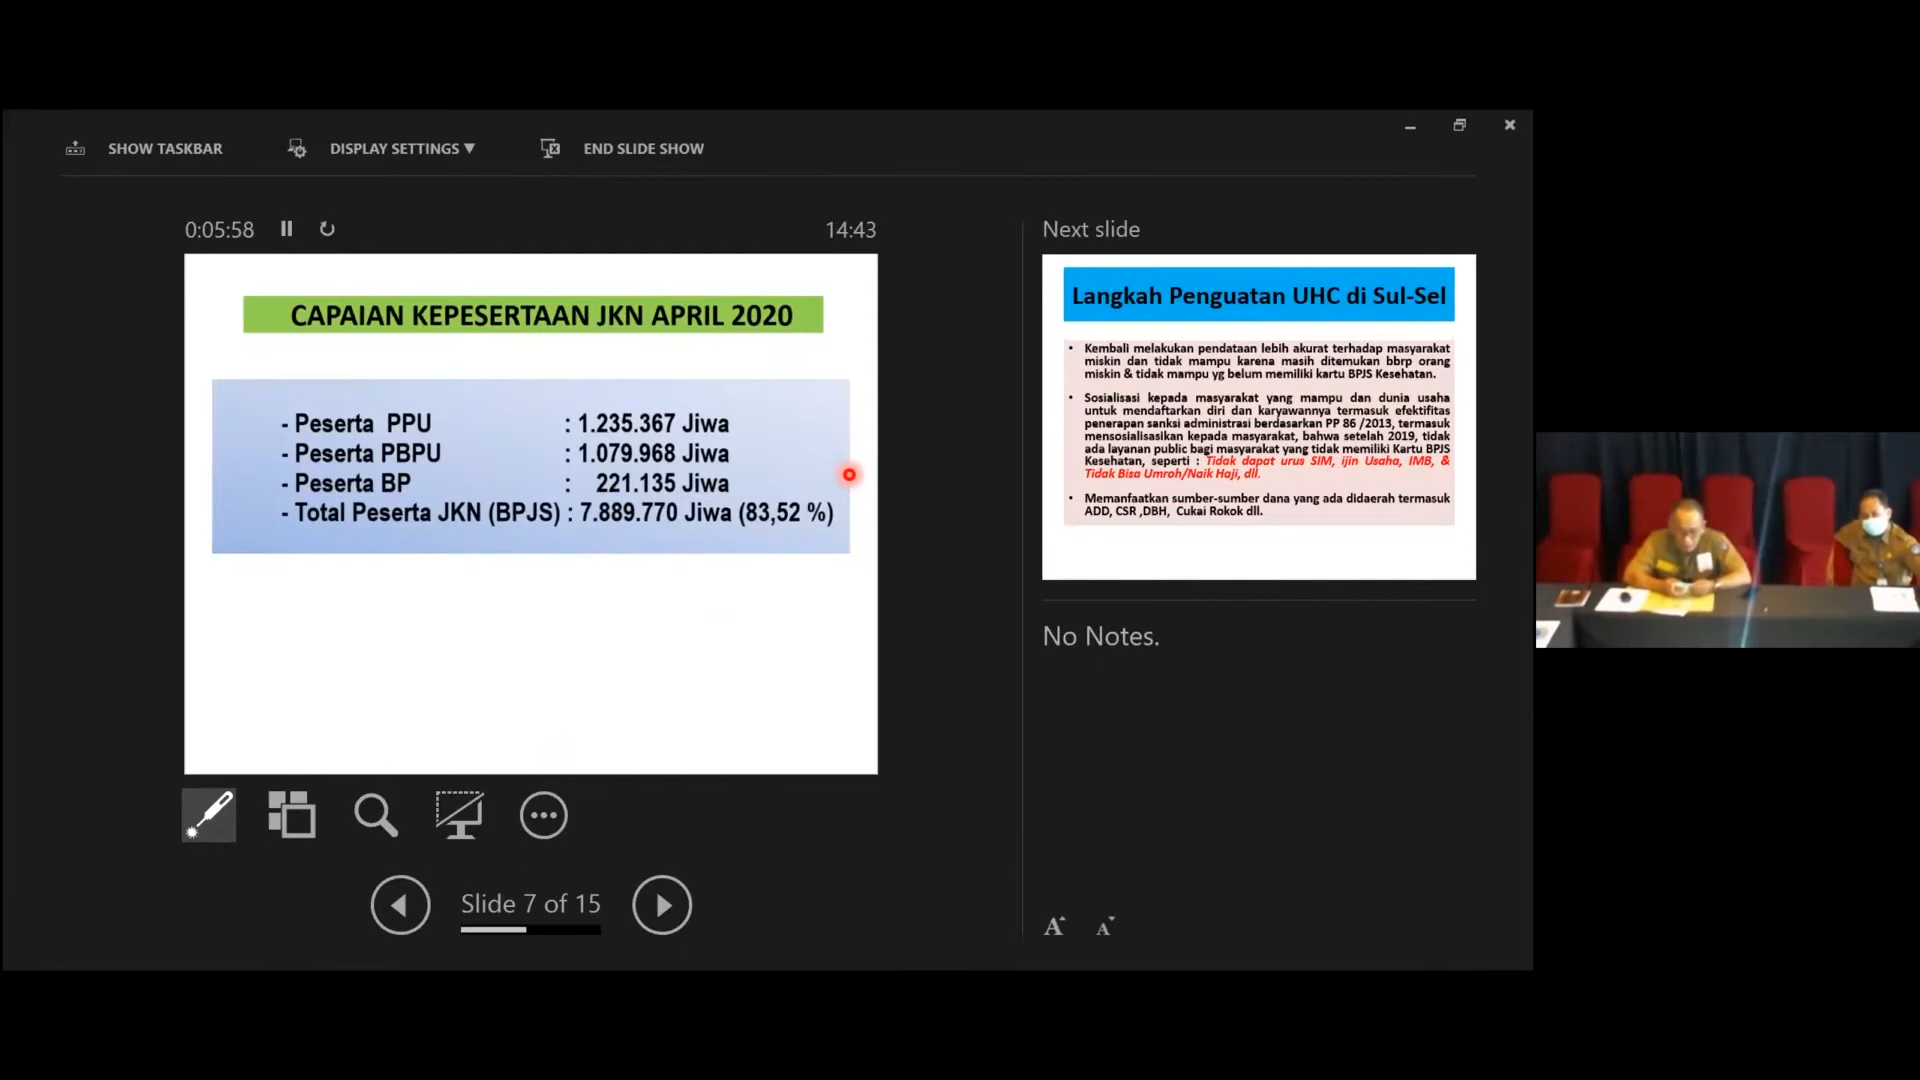 SHOW TASKBAR
DISPLAY SETTINGS ▼
END SLIDE SHOW
0:05:58
14:43
CAPAIAN KEPESERTAAN JKN APRIL 2020
- Peserta PPU : 1.235.367 Jiwa
- Peserta PBPU : 1.079.968 Jiwa
- Peserta BP : 221.135 Jiwa
- Total Peserta JKN (BPJS) : 7.889.770 Jiwa (83,52 %)
Slide 7 of 15
Next slide
Langkah Penguatan UHC di Sul-Sel
• Kembali melakukan pendataan lebih akurat terhadap masyarakat
miskin dan tidak mampu karena masih ditemukan bbrp orang
miskin & tidak mampu yg belum memiliki kartu BPJS Kesehatan.
• Sosialisasi kepada masyarakat yang mampu dan dunia usaha
untuk mendaftarkan diri dan karyawannya termasuk efektifitas
penerapan sanksi administrasi berdasarkan PP 86 /2013, termasuk
mensosialisasikan kepada masyarakat, bahwa setelah 2019, tidak
ada layanan public bagi masyarakat yang tidak memiliki Kartu BPJS
Kesehatan, seperti : Tidak dapat urus SIM, ijin Usaha, IMB, &
Tidak Bisa Umroh/Naik Haji, dll.
• Memanfaatkan sumber-sumber dana yang ada didaerah termasuk
ADD, CSR ,DBH, Cukai Rokok dll.
No Notes.
A A